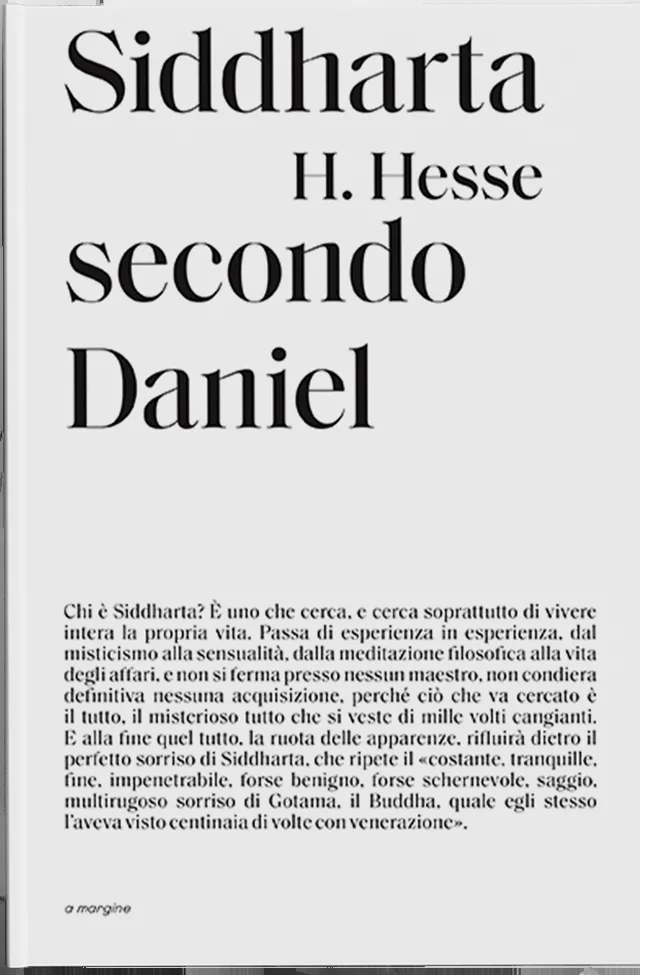 Siddharta
H. Hesse
secondo
Daniel
Chi è Siddharta? È uno che cerca, e cerca soprattutto di vivere
intera la propria vita. Passa di esperienza in esperienza, dal
misticismo alla sensualità, dalla meditazione filosofica alla vita
degli affari, e non si ferma presso nessun maestro, non condiera
definitiva nessuna acquisizione, perché ciò che va cercato è
il tutto, il misterioso tutto che si veste di mille volti cangianti.
E alla fine quel tutto, la ruota delle apparenze, rifluirà dietro il
perfetto sorriso di Siddharta, che ripete il «costante, tranquille,
fine, impenetrabile, forse benigno, forse schernevole, saggio,
multirugoso sorriso di Gotama, il Buddha, quale egli stesso
l'aveva visto centinaia di volte con venerazione».
a margine